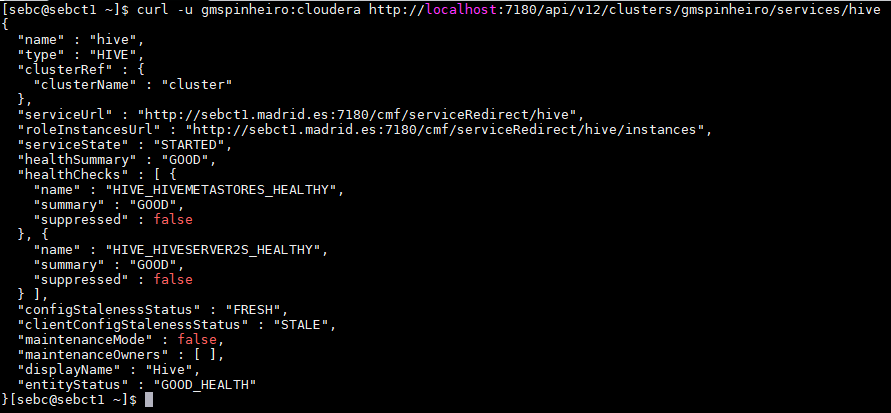 [sebc@sebct1 ~]$ curl -u gmspinheiro:cloudera http://localhost:7180/api/v12/clusters/gmspinheiro/services/hive
{
  "name" : "hive",
  "type" : "HIVE",
  "clusterRef" : {
    "clusterName" : "cluster"
  },
  "serviceUrl" : "http://sebct1.madrid.es:7180/cmf/serviceRedirect/hive",
  "roleInstancesUrl" : "http://sebct1.madrid.es:7180/cmf/serviceRedirect/hive/instances",
  "serviceState" : "STARTED",
  "healthSummary" : "GOOD",
  "healthChecks" : [ {
    "name" : "HIVE_HIVEMETASTORES_HEALTHY",
    "summary" : "GOOD",
    "suppressed" : false
  }, {
    "name" : "HIVE_HIVESERVER2S_HEALTHY",
    "summary" : "GOOD",
    "suppressed" : false
  } ],
  "configStalenessStatus" : "FRESH",
  "clientConfigStalenessStatus" : "STALE",
  "maintenanceMode" : false,
  "maintenanceOwners" : [ ],
  "displayName" : "Hive",
  "entityStatus" : "GOOD_HEALTH"
}[sebc@sebct1 ~]$